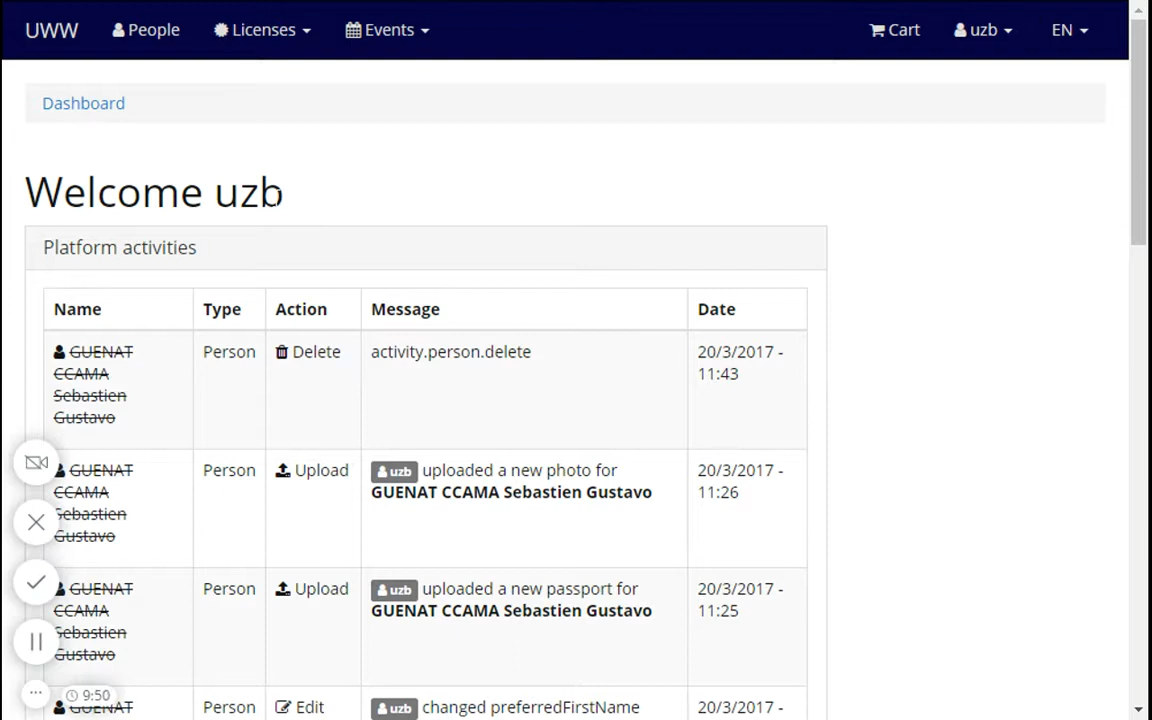 UWW People Licenses Events Cart uzb EN
Dashboard
Welcome uzb
Platform activities
Name Type Action Message Date
GUENAT Person Delete activity.person.delete 20/3/2017 -
CCAMA 11:43
Sebastien
Gustavo
GUENAT Person Upload uzb uploaded a new photo for 20/3/2017 -
CCAMA GUENAT CCAMA Sebastien Gustavo 11:26
Sebastien
Gustavo
GUENAT Person Upload uzb uploaded a new passport for 20/3/2017 -
CCAMA GUENAT CCAMA Sebastien Gustavo 11:25
Sebastien
Gustavo
9:50
GUENAT Person Edit uzb changed preferredFirstName 20/3/2017 -